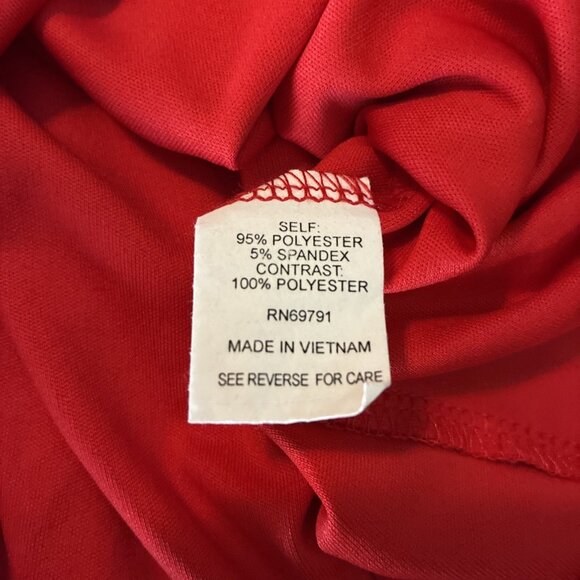 SELF:
95% POLYESTER
5% SPANDEX
CONTRAST:
100% POLYESTER
RN69791
MADE IN VIETNAM
SEE REVERSE FOR CARE